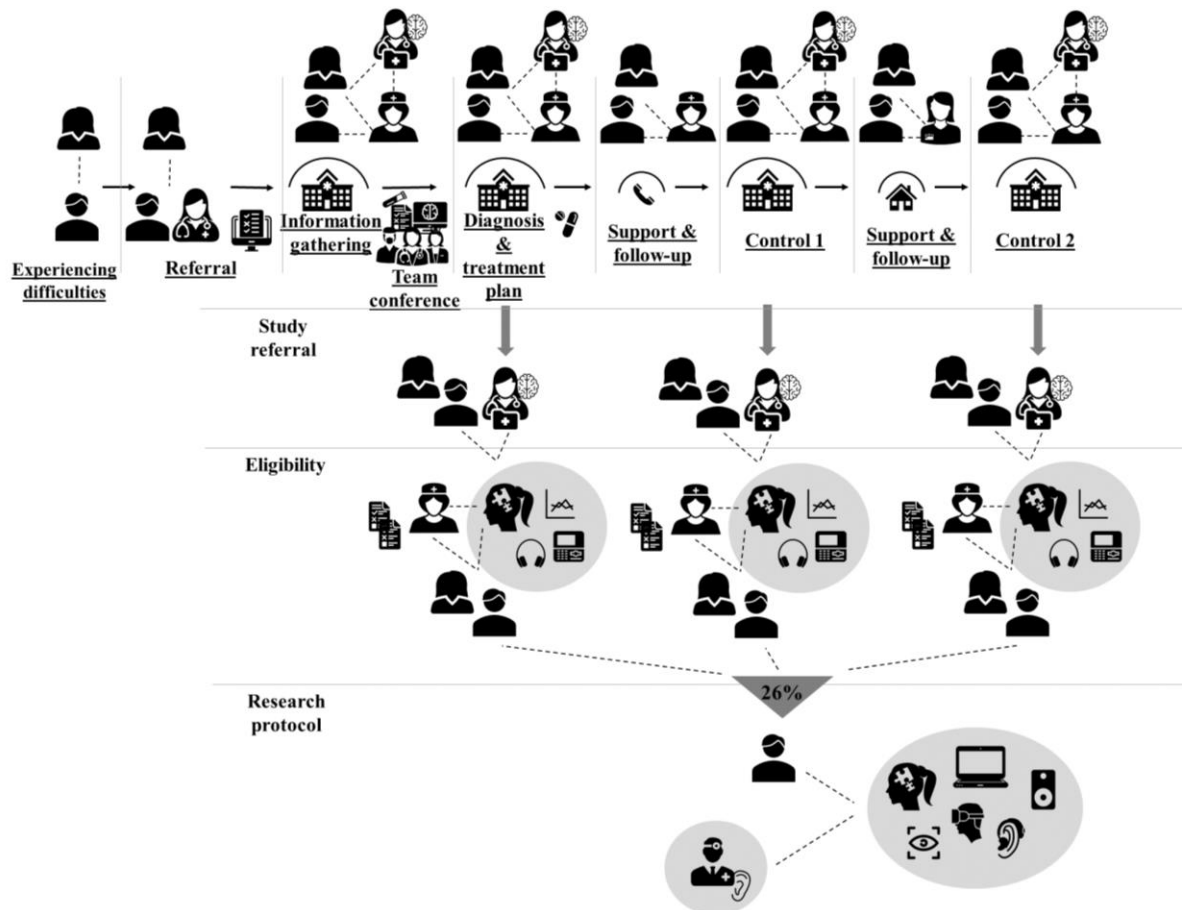 Experiencing
difficulties
Referral
Information
gathering
Team
conference
Diagnosis
&
treatment
plan
Support &
follow-up
Control 1
Support &
follow-up
Control 2
Study
referral
Eligibility
26%
Research
protocol